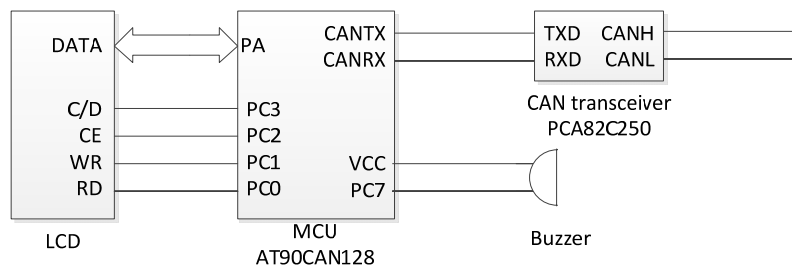 DATA
C/D
CE
WR
RD
LCD
PA
PC3
PC2
PC1
PC0
CANTX
CANRX
VCC
PC7
MCU
AT90CAN128
TXD CANH
RXD CANL
CAN transceiver
PCA82C250
Buzzer